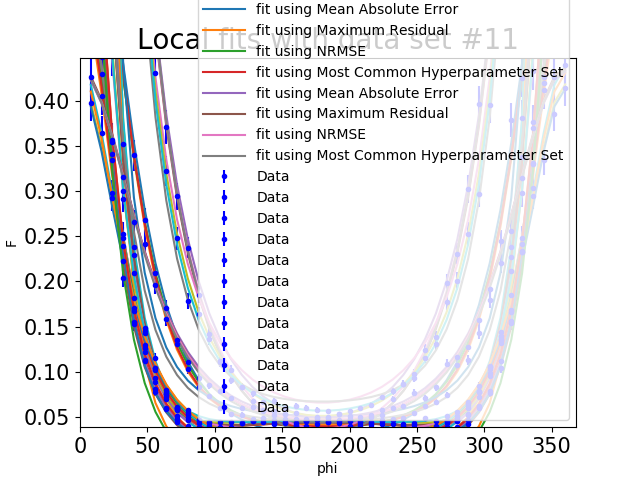 fit using Mean Absolute Error
fit using Maximum Residual
Local fits with data set #11
fit using NRMSE
fit using Most Common Hyperparameter Set
fit using Mean Absolute Error
fit using Maximum Residual
fit using NRMSE
fit using Most Common Hyperparameter Set
Data
Data
Data
Data
Data
Data
Data
Data
Data
Data
Data
Data
0.40
0.35
0.30
0.25
0.20
0.15
0.10
0.05
F
0
50
100
150
200
250
300
350
phi